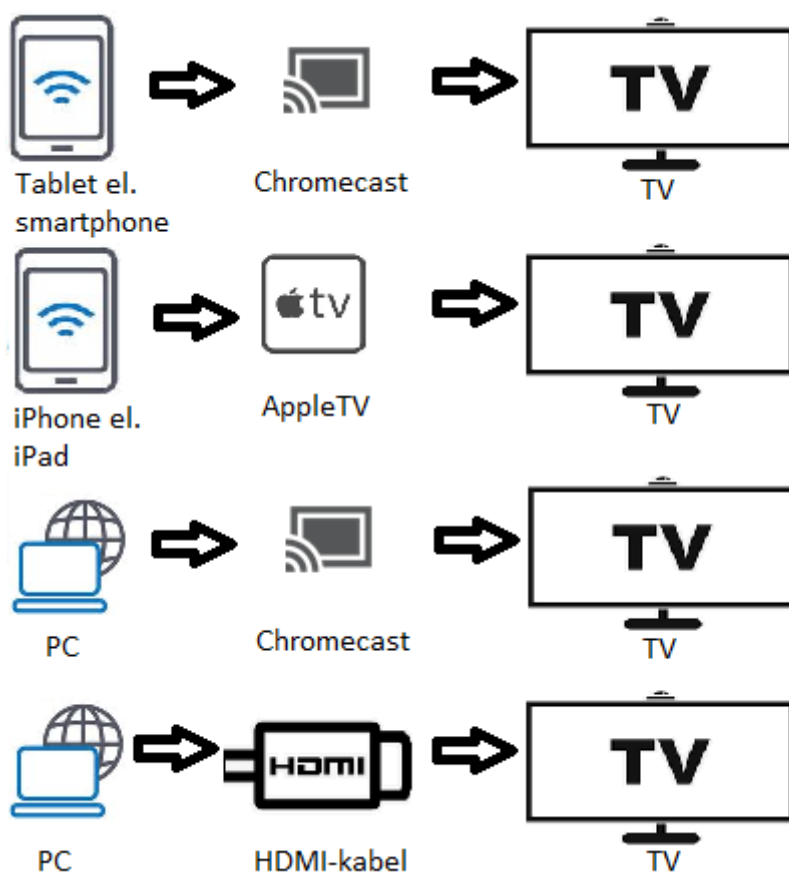 TV
Tablet el.
smartphone
Chromecast
TV
tv
TV
iPhone el.
iPad
AppleTV
TV
TV
PC
Chromecast
TV
HDMI
TV
PC
HDMI-kabel
TV